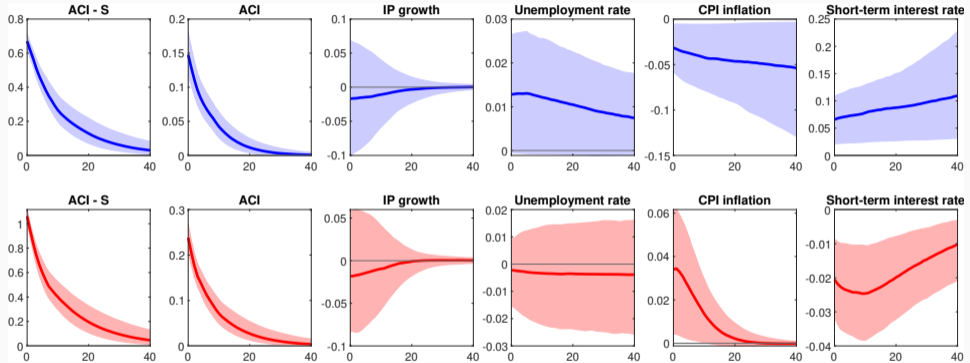 ACI - S ACI IP growth Unemployment rate CPI inflation Short-term interest rate
0.8 0.2 0.1 0.03 0 0.25
0.6 0.15 0.05 0.02 -0.05 0.2
0.4 0.1 0 0.01 -0.1 0.15
0.2 0.05 -0.05 0 -0.15 0.1
0 0 -0.1 0.05
0
0 20 40 0 20 40 0 20 40 0 20 40 0 20 40 0 20 40
ACI - S ACI IP growth Unemployment rate CPI inflation Short-term interest rate
1 0.3 0.05 0.02 0.06 0
0.8 0.2 0 0.01 0.04 -0.01
0.6 0.1 -0.05 0.00 0.02 -0.02
0.4 0 -0.1 -0.01 0 -0.03
0.2 -0.02 -0.04
0 -0.03
0 20 40 0 20 40 0 20 40 0 20 40 0 20 40 0 20 40